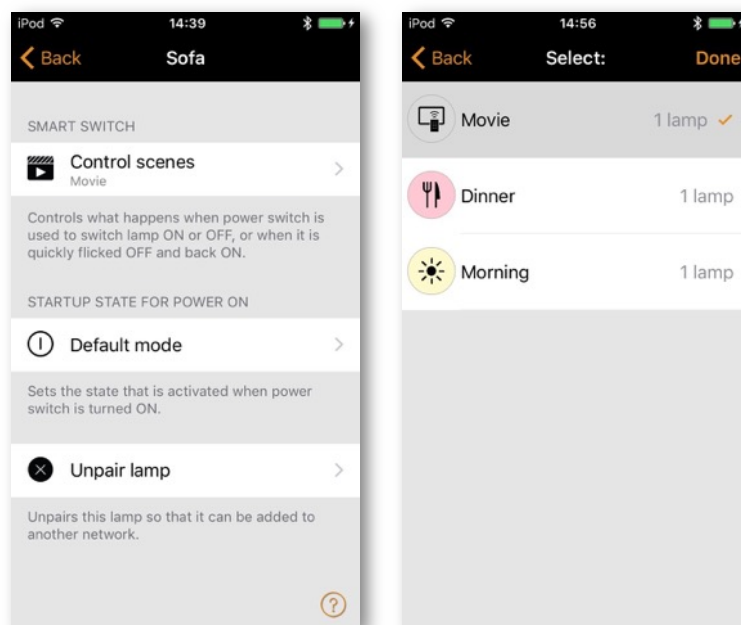 iPod 14:39
Back Sofa
SMART SWITCH
Control scenes
Movie
Controls what happens when power switch is
used to switch lamp ON or OFF, or when it is
quickly flicked OFF and back ON.
STARTUP STATE FOR POWER ON
Default mode
Sets the state that is activated when power
switch is turned ON.
Unpair lamp
Unpairs this lamp so that it can be added to
another network.
?
iPod 14:56
Back Select: Done
Movie 1 lamp
Dinner 1 lamp
Morning 1 lamp